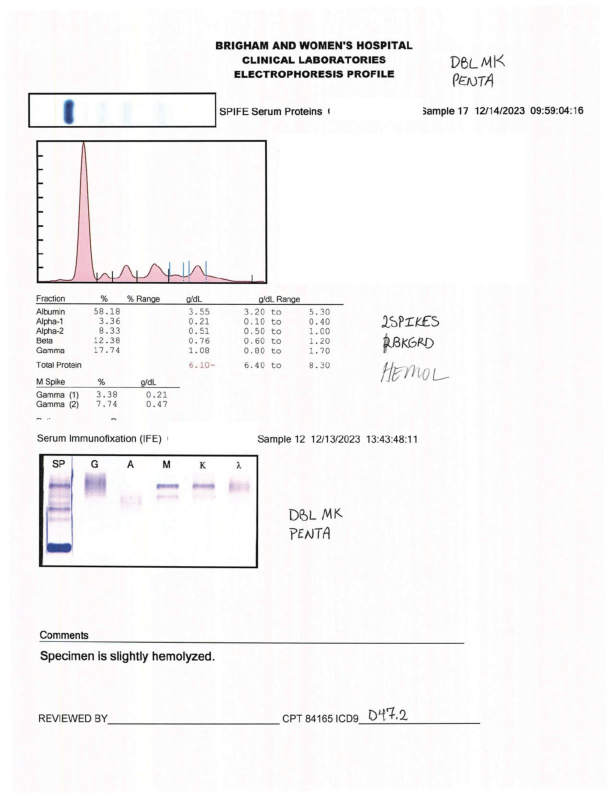 BRIGHAM AND WOMEN'S HOSPITAL
CLINICAL LABORATORIES
ELECTROPHORESIS PROFILE
DBL MK
PENTA
SPIFE Serum Proteins
Sample 17 12/14/2023 09:59:04:16
Fraction % % Range g/dL g/dL Range
Albumin 58.18 3.55 3.20 to 5.30
Alpha-1 3.36 0.21 0.10 to 0.40
Alpha-2 8.33 0.51 0.50 to 1.00
Beta 12.38 0.76 0.60 to 1.20
Gamma 17.74 1.08 0.80 to 1.70
Total Protein 6.10- 6.40 to 8.30
2SPIKES
BKGRD
HEMOL
M Spike % g/dL
Gamma (1) 3.38 0.21
Gamma (2) 7.74 0.47
Serum Immunofixation (IFE)
Sample 12 12/13/2023 13:43:48:11
SP G A M K λ
DBL MK
PENTA
Comments
Specimen is slightly hemolyzed.
REVIEWED BY CPT 84165 ICD9 D47.2